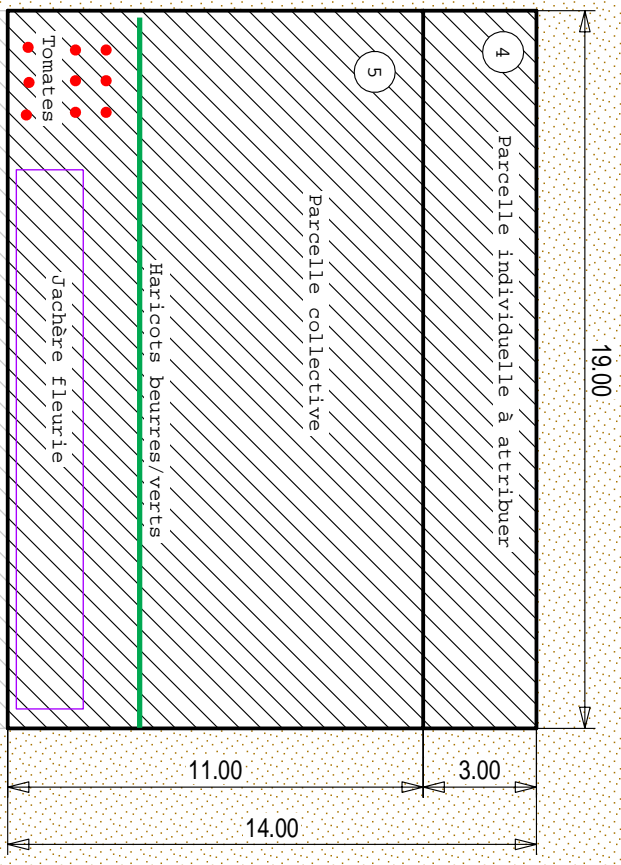 4
Parcelle individuelle à attribuer
5
Parcelle collective
Haricots beurres/verts
Tomates
Jachère fleurie
19.00
11.00
3.00
14.00